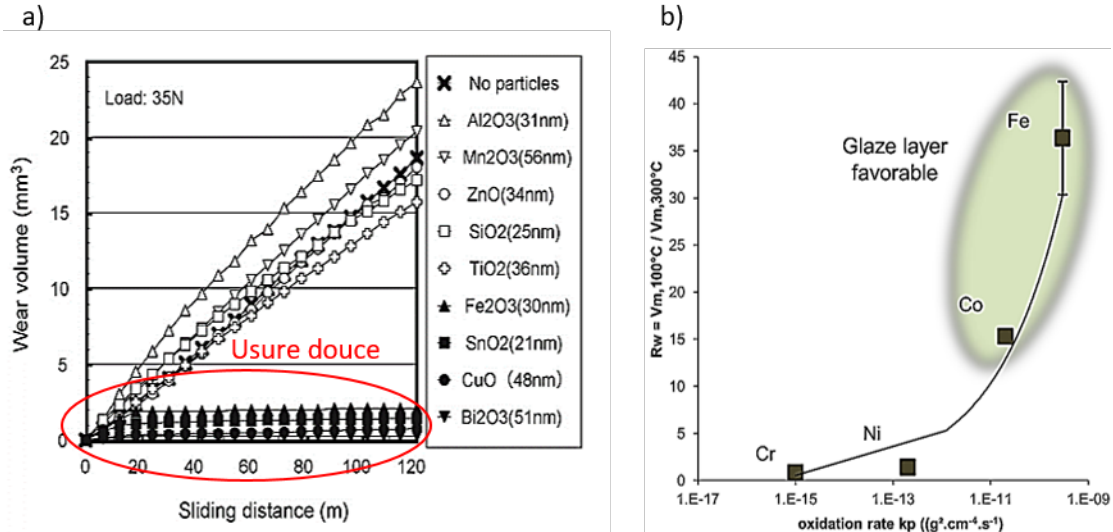 a)
25
20
15
10
5
0
Wear volume (mm³)
Load: 35N
Usure douce
0 20 40 60 80 100 120
Sliding distance (m)
No particles
Al2O3(31nm)
Mn2O3(56nm)
ZnO(34nm)
SiO2(25nm)
TiO2(36nm)
Fe2O3(30nm)
SnO2(21nm)
CuO (48nm)
Bi2O3(51nm)
b)
45
40
35
30
25
20
15
10
5
0
Rw = Vm,100°C / Vm,300°C
Glaze layer
favorable
Fe
Co
Ni
Cr
1.E-17 1.E-15 1.E-13 1.E-11 1.E-09
oxidation rate kp ((g².cm-⁴.s-¹)